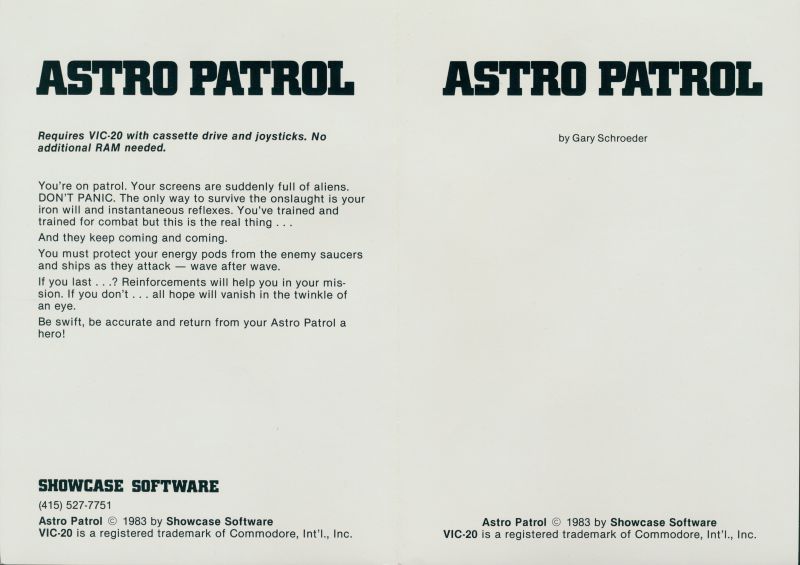 ASTRO PATROL
Requires VIC-20 with cassette drive and joysticks. No
additional RAM needed.
You're on patrol. Your screens are suddenly full of aliens.
DON'T PANIC. The only way to survive the onslaught is your
iron will and instantaneous reflexes. You've trained and
trained for combat but this is the real thing . . .
And they keep coming and coming.
You must protect your energy pods from the enemy saucers
and ships as they attack — wave after wave.
If you last . . .? Reinforcements will help you in your mis-
sion. If you don't . . . all hope will vanish in the twinkle of
an eye.
Be swift, be accurate and return from your Astro Patrol a
hero!
SHOWCASE SOFTWARE
(415) 527-7751
Astro Patrol © 1983 by Showcase Software
VIC-20 is a registered trademark of Commodore, Int'l., Inc.
ASTRO PATROL
by Gary Schroeder
Astro Patrol © 1983 by Showcase Software
VIC-20 is a registered trademark of Commodore, Int'l., Inc.